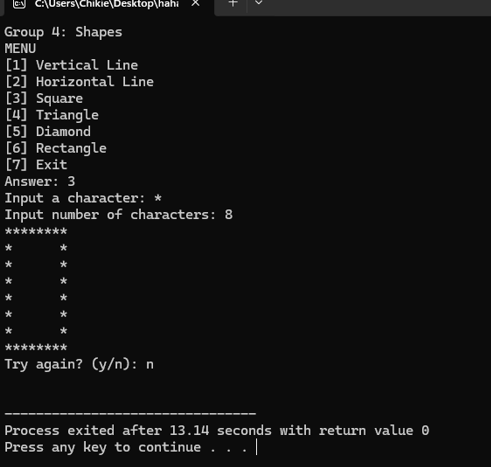 C:\Users\Chikie\Desktop\hahi
Group 4: Shapes
MENU
[1] Vertical Line
[2] Horizontal Line
[3] Square
[4] Triangle
[5] Diamond
[6] Rectangle
[7] Exit
Answer: 3
Input a character: *
Input number of characters: 8
********
*      *
*      *
*      *
*      *
*      *
*      *
********
Try again? (y/n): n
--------------------------------
Process exited after 13.14 seconds with return value 0
Press any key to continue . . .